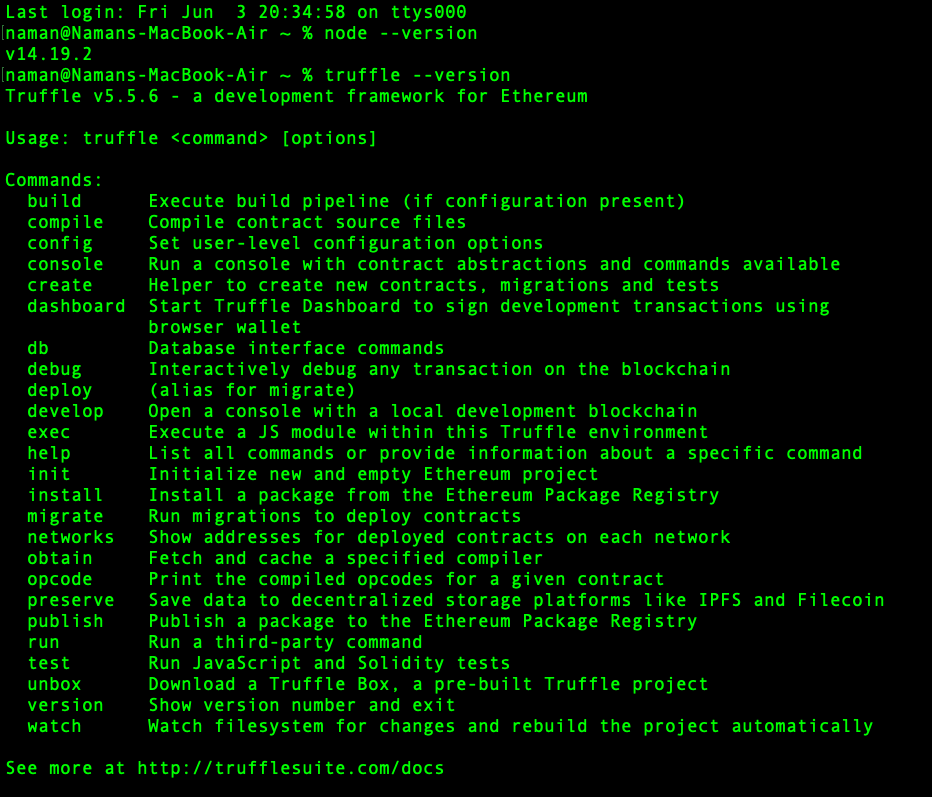 Last login: Fri Jun  3 20:34:58 on ttys000
[naman@Namans-MacBook-Air ~ % node --version
v14.19.2
[naman@Namans-MacBook-Air ~ % truffle --version
Truffle v5.5.6 - a development framework for Ethereum

Usage: truffle <command> [options]

Commands:
  build      Execute build pipeline (if configuration present)
  compile    Compile contract source files
  config     Set user-level configuration options
  console    Run a console with contract abstractions and commands available
  create     Helper to create new contracts, migrations and tests
  dashboard  Start Truffle Dashboard to sign development transactions using
             browser wallet
  db         Database interface commands
  debug      Interactively debug any transaction on the blockchain
  deploy     (alias for migrate)
  develop    Open a console with a local development blockchain
  exec       Execute a JS module within this Truffle environment
  help       List all commands or provide information about a specific command
  init       Initialize new and empty Ethereum project
  install    Install a package from the Ethereum Package Registry
  migrate    Run migrations to deploy contracts
  networks   Show addresses for deployed contracts on each network
  obtain     Fetch and cache a specified compiler
  opcode     Print the compiled opcodes for a given contract
  preserve   Save data to decentralized storage platforms like IPFS and Filecoin
  publish    Publish a package to the Ethereum Package Registry
  run        Run a third-party command
  test       Run JavaScript and Solidity tests
  unbox      Download a Truffle Box, a pre-built Truffle project
  version    Show version number and exit
  watch      Watch filesystem for changes and rebuild the project automatically

See more at http://trufflesuite.com/docs